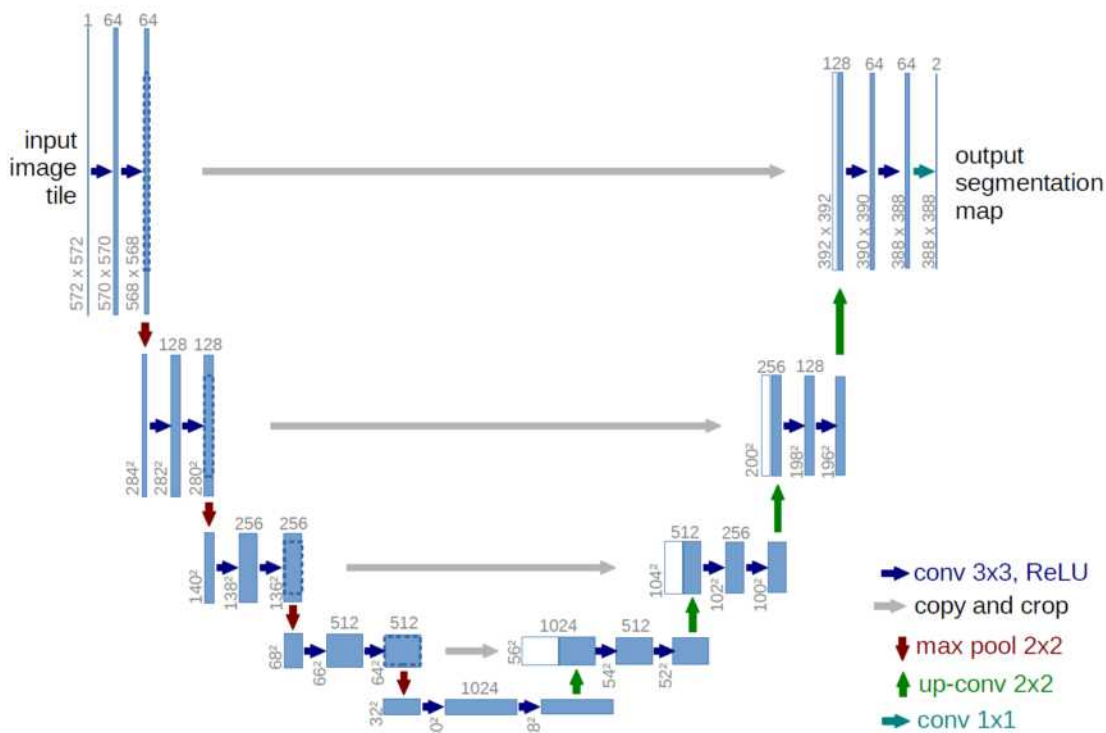 1 64 64
input
image
tile
572 x 572
570 x 570
568 x 568
128 64 64 2
output
segmentation
map
392 x 392
390 x 390
388 x 388
388 x 388
128 128
284²
282²
280²
256 128
200²
198²
196²
256 256
140²
138²
136²
512 256
104²
102²
100²
512 512
68²
66²
64²
1024 512
56²
54²
52²
1024
32²
0²
8²
conv 3x3, ReLU
copy and crop
max pool 2x2
up-conv 2x2
conv 1x1